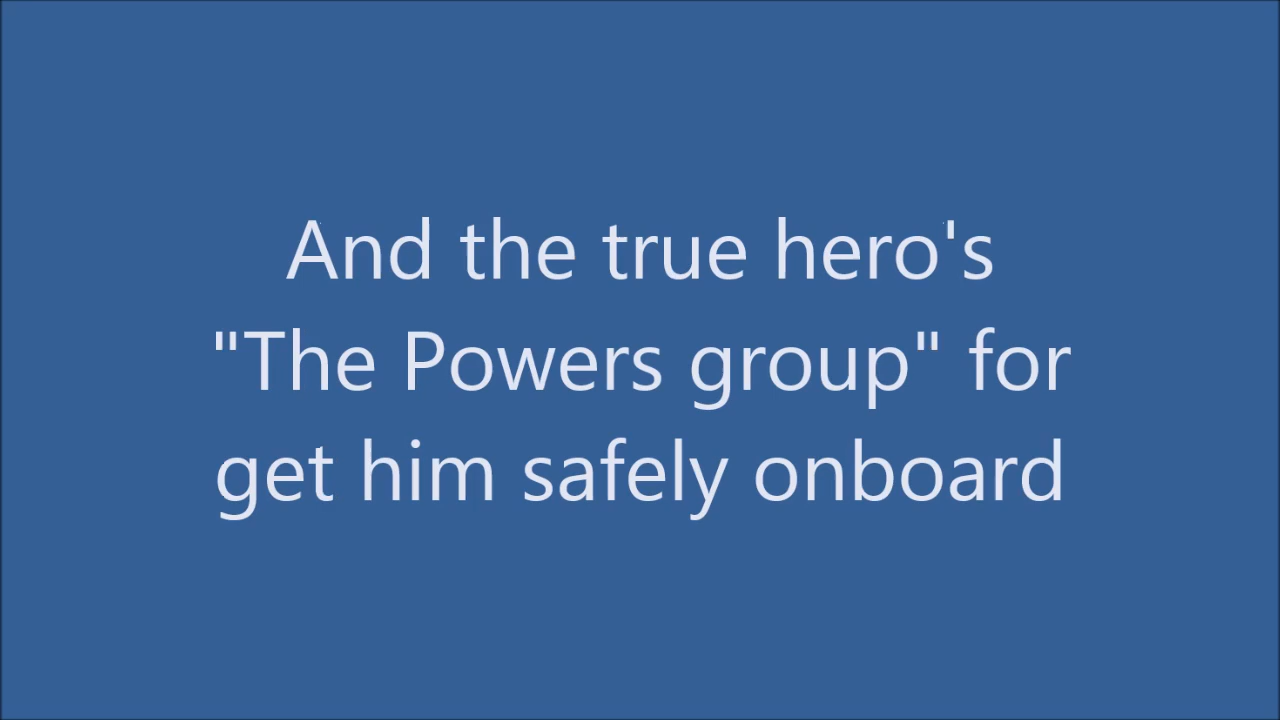 And the true hero's
"The Powers group" for
get him safely onboard